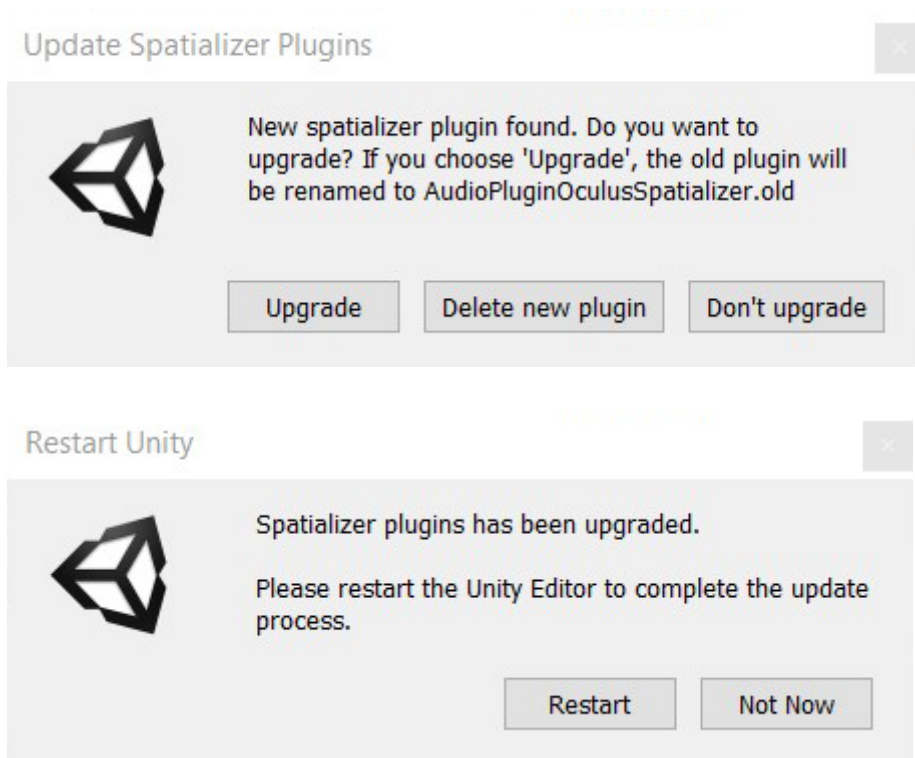 Update Spatializer Plugins
New spatializer plugin found. Do you want to
upgrade? If you choose 'Upgrade', the old plugin will
be renamed to AudioPluginOculusSpatializer.old
Upgrade
Delete new plugin
Don't upgrade
Restart Unity
Spatializer plugins has been upgraded.
Please restart the Unity Editor to complete the update
process.
Restart
Not Now